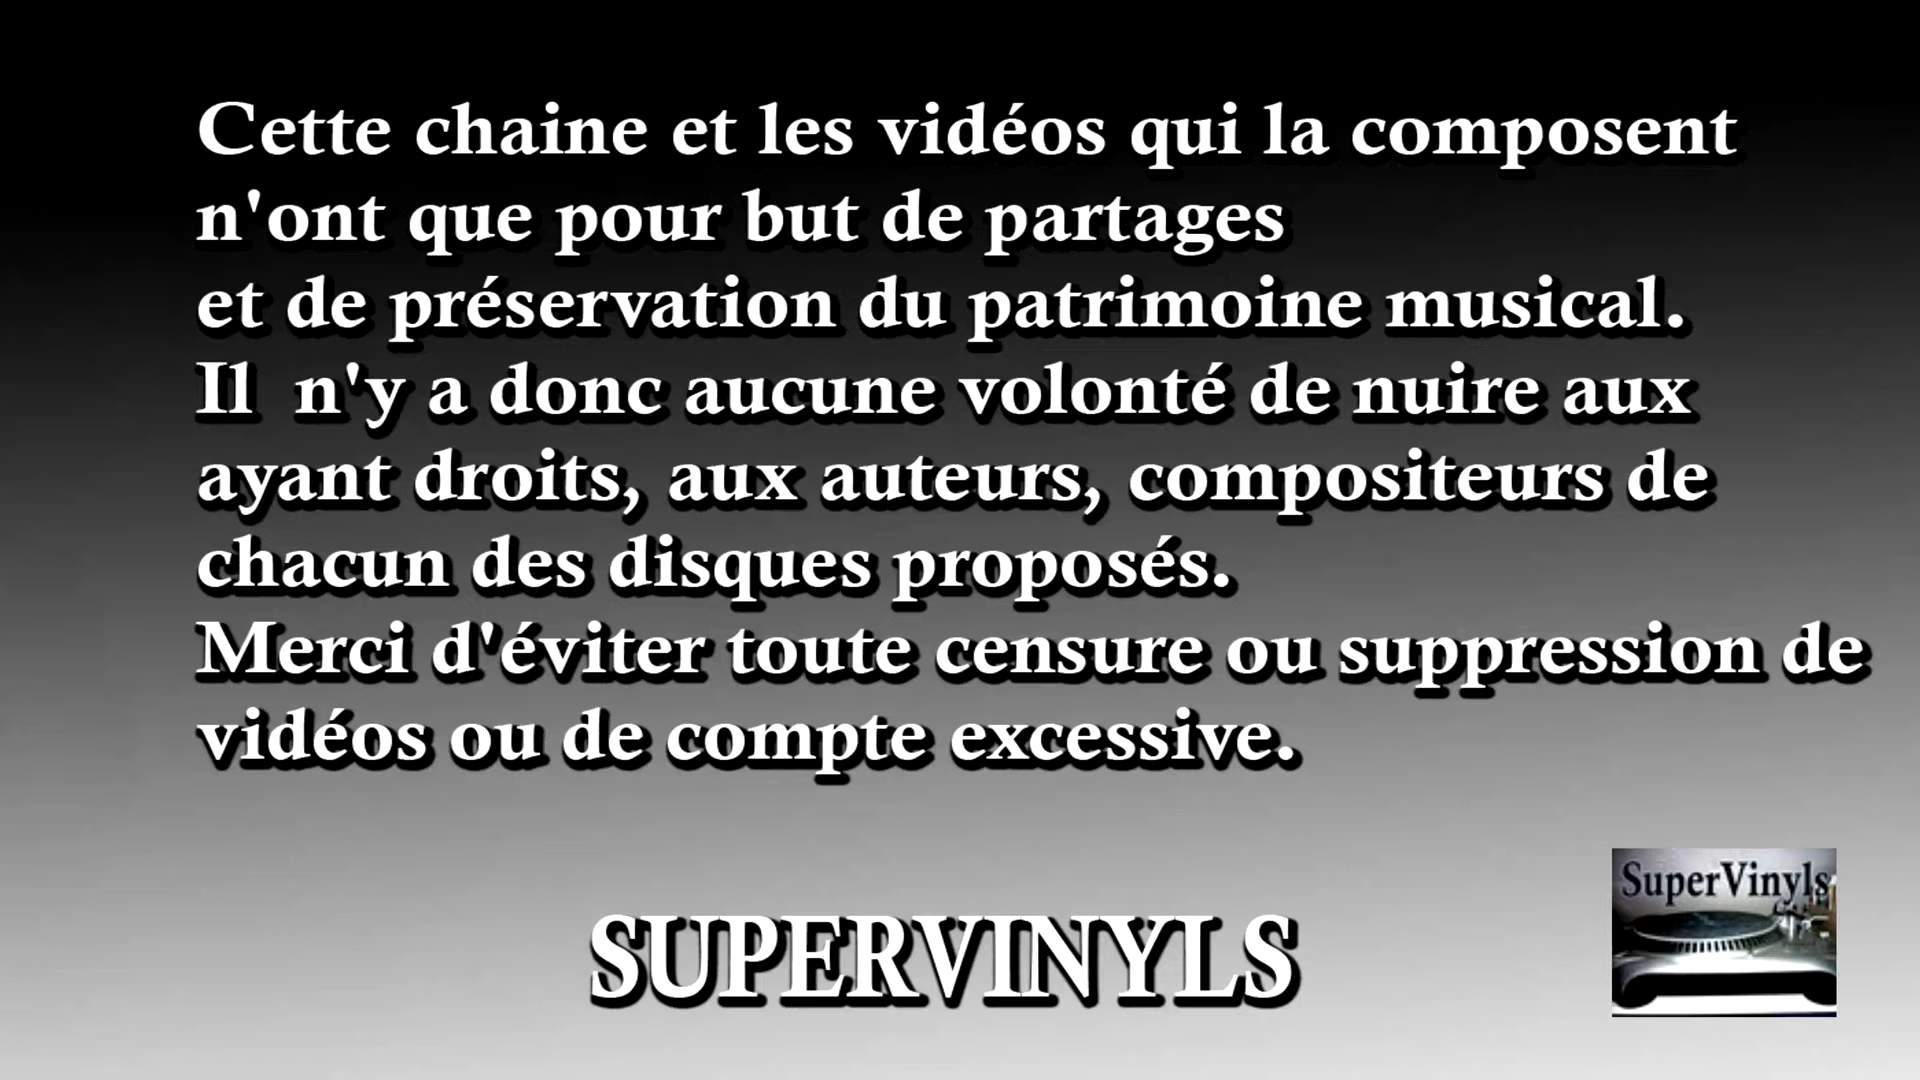 Cette chaine et les vidéos qui la composent
n'ont que pour but de partages
et de préservation du patrimoine musical.
Il  n'y a donc aucune volonté de nuire aux
ayant droits, aux auteurs, compositeurs de
chacun des disques proposés.
Merci d'éviter toute censure ou suppression de
vidéos ou de compte excessive.
SuperVinyls
SUPERVINYLS